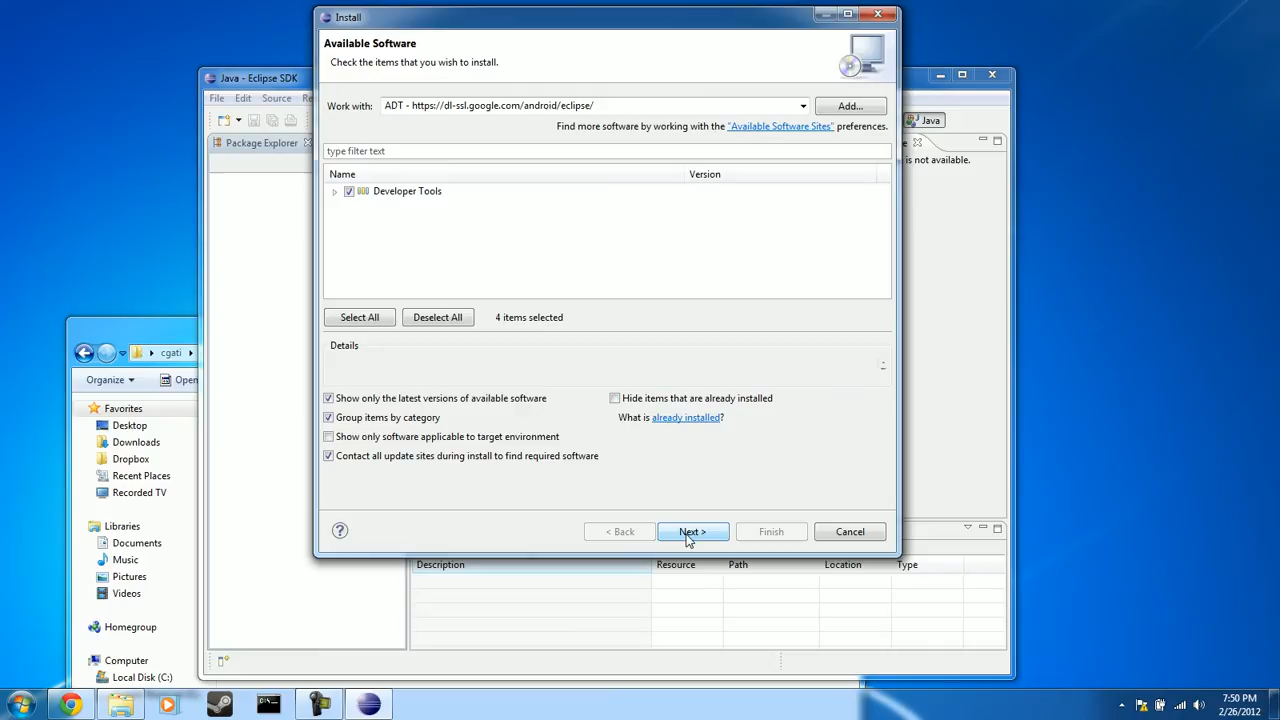 Install
Available Software
Check the items that you wish to install.
Java - Eclipse SDK
File Edit Source Re
Work with: ADT - https://dl-ssl.google.com/android/eclipse/ Add...
Java
Find more software by working with the "Available Software Sites" preferences.
Package Explorer
type filter text
is not available.
Name Version
Developer Tools
Select All Deselect All 4 items selected
Details
cgati
Organize Open
Show only the latest versions of available software Hide items that are already installed
Group items by category What is already installed?
Show only software applicable to target environment
Contact all update sites during install to find required software
Favorites
Desktop
Downloads
Dropbox
Recent Places
Recorded TV
Libraries
Documents
Music
Pictures
Videos
Homegroup
Computer
Local Disk (C:)
< Back Next > Finish Cancel
Description Resource Path Location Type
7:50 PM
2/26/2012